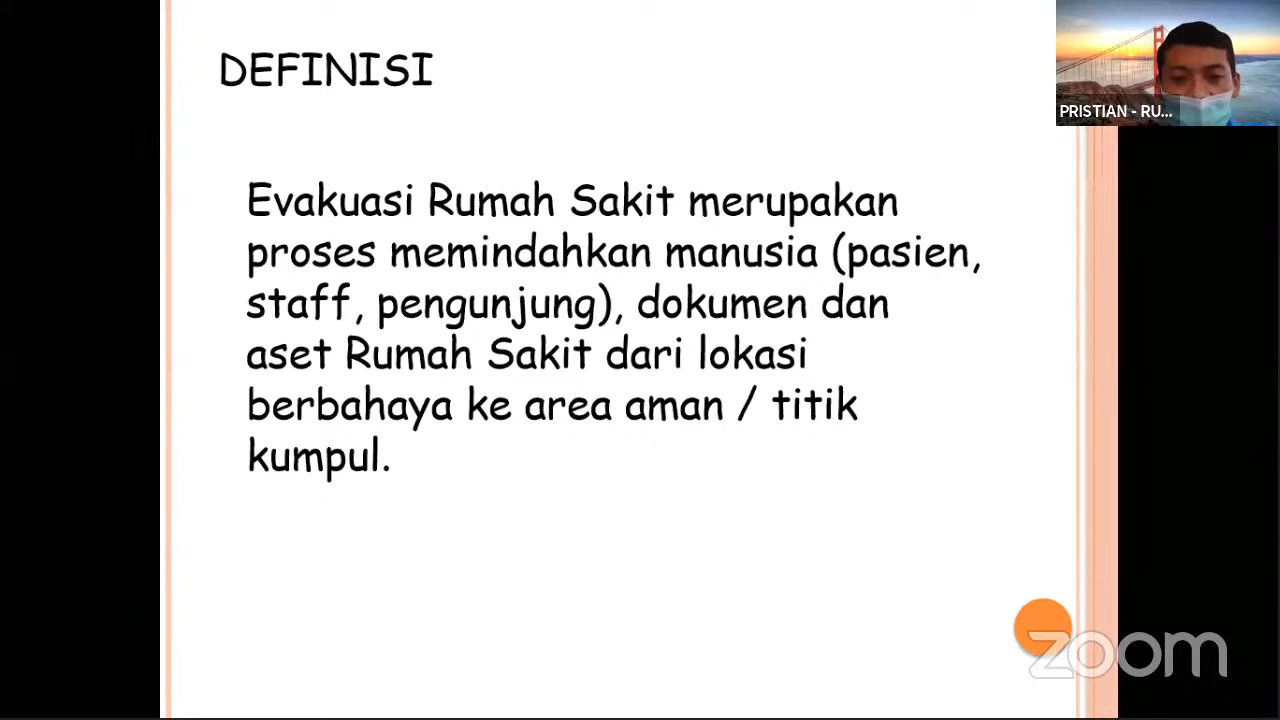 DEFINISI
PRISTIAN - RU...
Evakuasi Rumah Sakit merupakan
proses memindahkan manusia (pasien,
staff, pengunjung), dokumen dan
aset Rumah Sakit dari lokasi
berbahaya ke area aman / titik
kumpul.
zoom